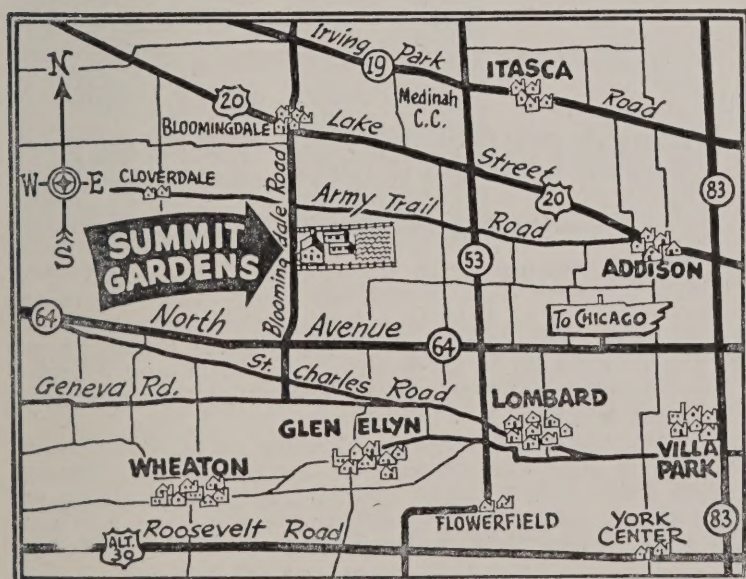 Irving Park Road
19
ITASCA
N
20
Medinah
C.C.
BLOOMINGDALE
Lake Street
W
E
CLOVERDALE
83
Army Trail Road
20
S
SUMMIT
GARDENS
Bloomingdale Road
53
ADDISON
64
North Avenue
To CHICAGO
64
St. Charles Road
Geneva Rd.
LOMBARD
GLEN ELLYN
VILLA
PARK
WHEATON
FLOWERFIELD
YORK
CENTER
83
ALT.
30
Roosevelt Road